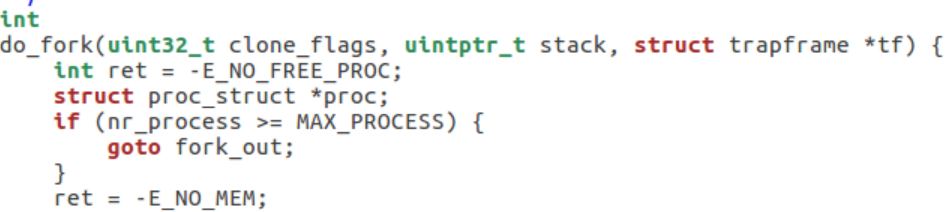 int
do_fork(uint32_t clone_flags, uintptr_t stack, struct trapframe *tf) {
    int ret = -E_NO_FREE_PROC;
    struct proc_struct *proc;
    if (nr_process >= MAX_PROCESS) {
        goto fork_out;
    }
    ret = -E_NO_MEM;